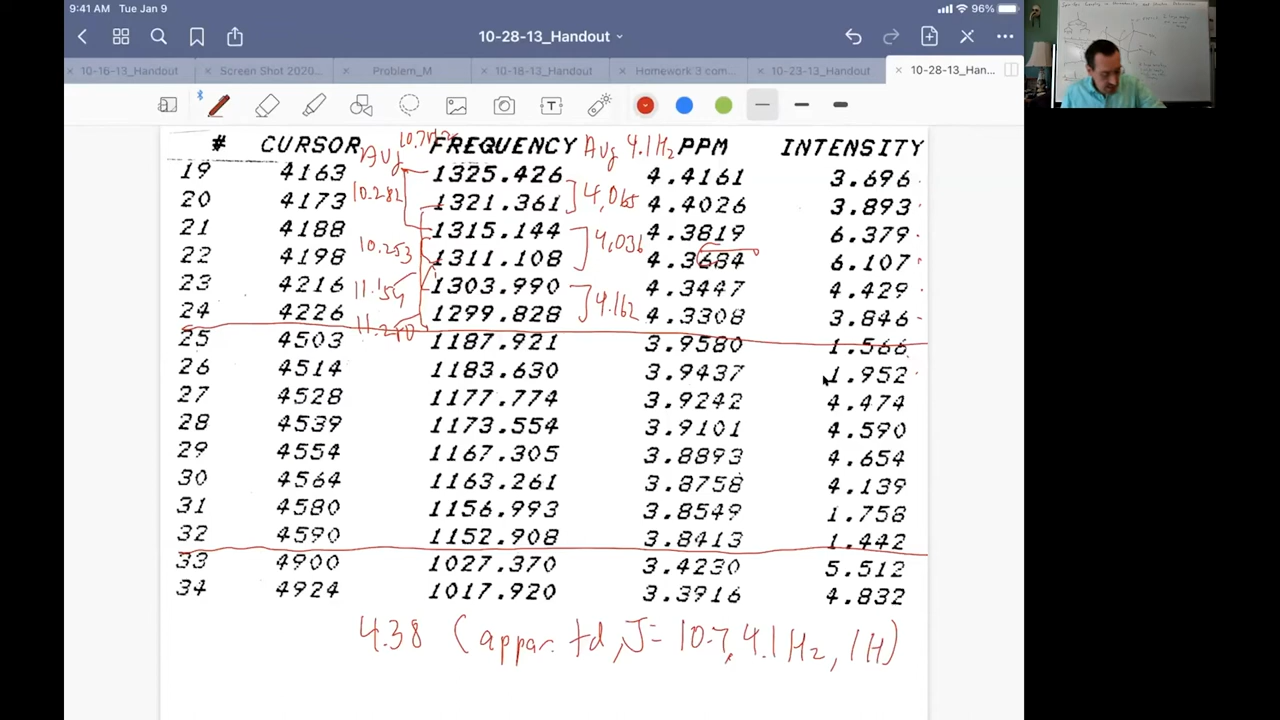 9:41 AM Tue Jan 9
96%
10-28-13_Handout
10-16-13_Handout
Screen Shot 2020...
Problem_M
10-18-13_Handout
Homework 3 com...
10-23-13_Handout
10-28-13_Han...
# CURSOR FREQUENCY PPM INTENSITY
Avg Avg 4.1 Hz
19 4163 1325.426 4.4161 3.696
10.282 4.065
20 4173 1321.361 4.4026 3.893
21 4188 1315.144 4.3819 6.379
10.253 4.036
22 4198 1311.108 4.3684 6.107
23 4216 1303.990 4.3447 4.429
11.154 4.162
24 4226 1299.828 4.3308 3.846
11.280
25 4503 1187.921 3.9580 1.566
26 4514 1183.630 3.9437 1.952
27 4528 1177.774 3.9242 4.474
28 4539 1173.554 3.9101 4.590
29 4554 1167.305 3.8893 4.654
30 4564 1163.261 3.8758 4.139
31 4580 1156.993 3.8549 1.758
32 4590 1152.908 3.8413 1.442
33 4900 1027.370 3.4230 5.512
34 4924 1017.920 3.3916 4.832
4.38 (appar. td, J= 10.7, 4.1 Hz, 1H)